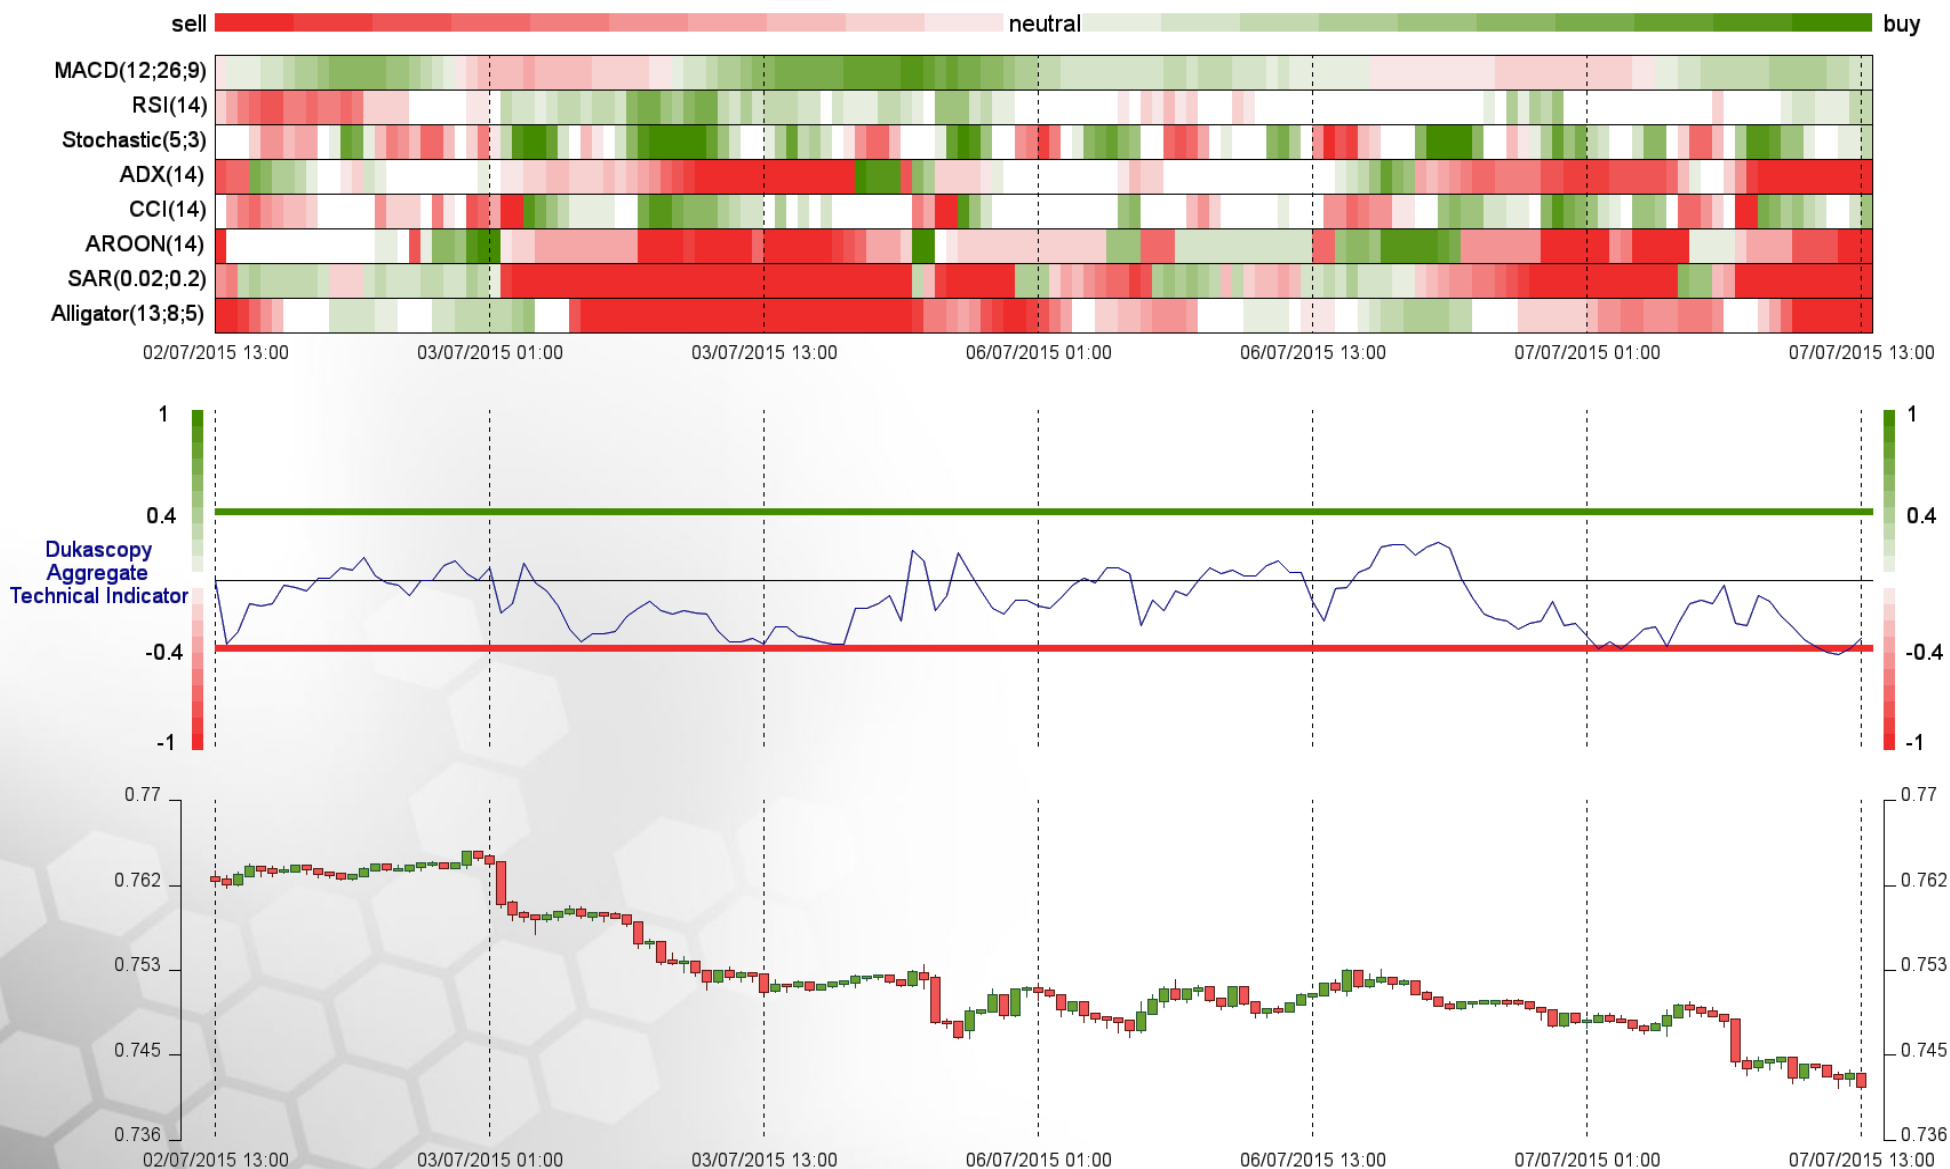 sell neutral buy
MACD(12;26;9)
RSI(14)
Stochastic(5;3)
ADX(14)
CCI(14)
AROON(14)
SAR(0.02;0.2)
Alligator(13;8;5)
02/07/2015 13:00 03/07/2015 01:00 03/07/2015 13:00 06/07/2015 01:00 06/07/2015 13:00 07/07/2015 01:00 07/07/2015 13:00
1 1
0.4 0.4
Dukascopy
Aggregate
Technical Indicator
-0.4 -0.4
-1 -1
0.77 0.77
0.762 0.762
0.753 0.753
0.745 0.745
0.736 0.736
02/07/2015 13:00 03/07/2015 01:00 03/07/2015 13:00 06/07/2015 01:00 06/07/2015 13:00 07/07/2015 01:00 07/07/2015 13:00